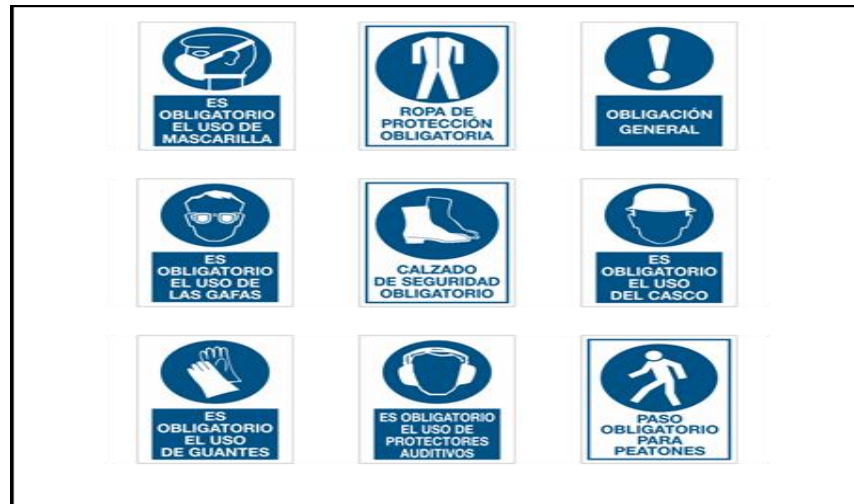 ES
OBLIGATORIO
EL USO DE
MASCARILLA
ROPA DE
PROTECCIÓN
OBLIGATORIA
OBLIGACIÓN
GENERAL
ES
OBLIGATORIO
EL USO DE
LAS GAFAS
CALZADO
DE SEGURIDAD
OBLIGATORIO
ES
OBLIGATORIO
EL USO
DEL CASCO
ES
OBLIGATORIO
EL USO
DE GUANTES
ES OBLIGATORIO
EL USO DE
PROTECTORES
AUDITIVOS
PASO
OBLIGATORIO
PARA
PEATONES